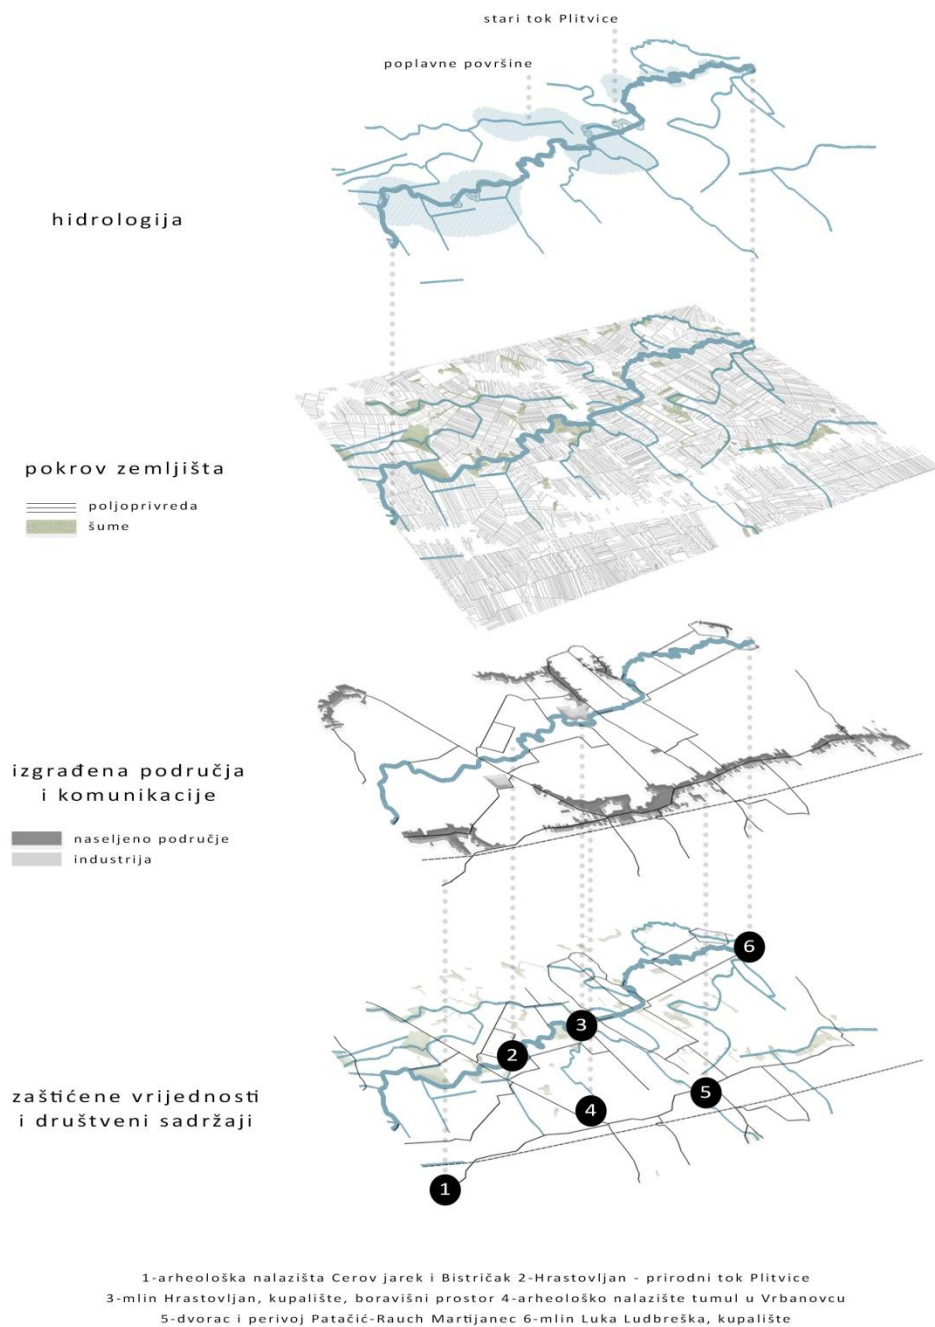 stari tok Plitvice
poplavne površine
hidrologija
pokrov zemljišta
poljoprivreda
šume
izgrađena područja
i komunikacije
naseljeno područje
industrija
6
3
2
5
4
zaštićene vrijednosti
i društveni sadržaji
1
1-arheološka nalazišta Cerov jarek i Bistričak 2-Hrastovljan - prirodni tok Plitvice
3-mlin Hrastovljan, kupalište, boravišni prostor 4-arheološko nalazište tumul u Vrbanovcu
5-dvorac i perivoj Patačić-Rauch Martijanec 6-mlin Luka Ludbreška, kupalište